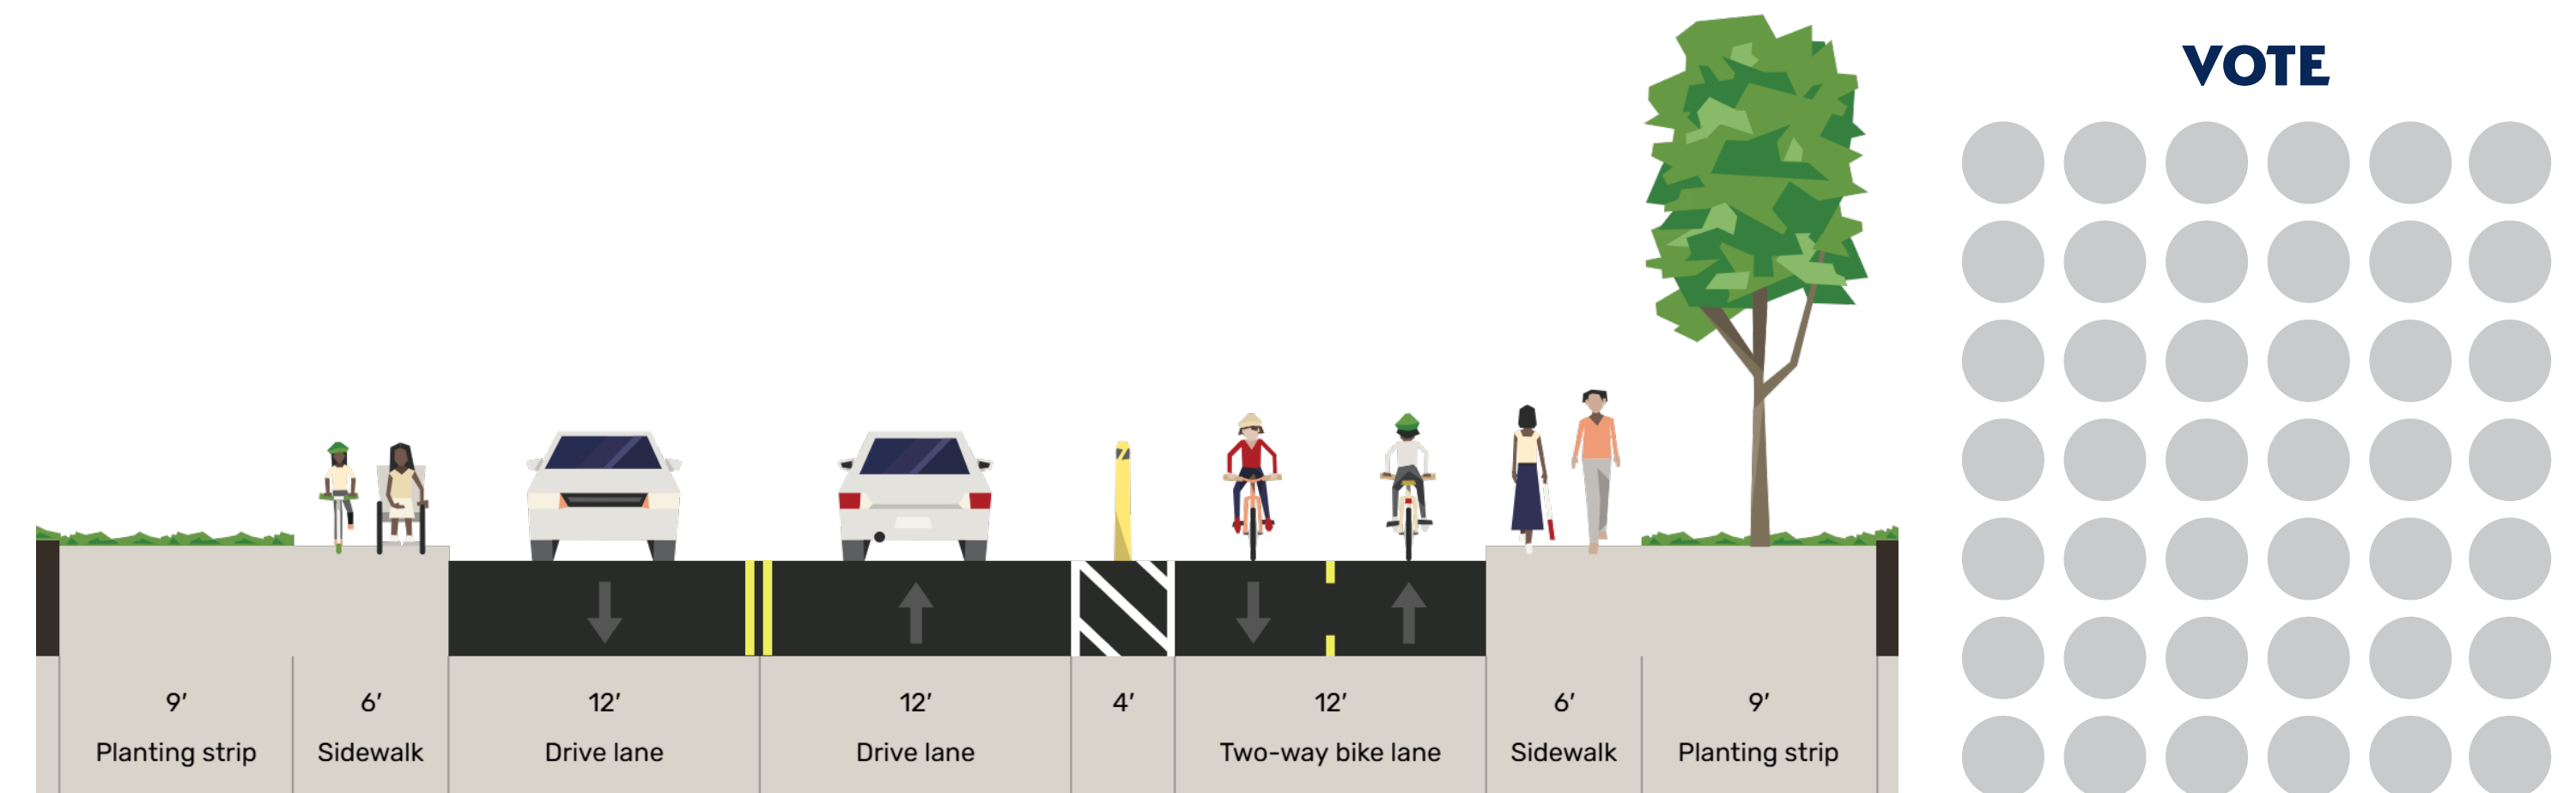 VOTE
9′
Planting strip
6′
Sidewalk
12′
Drive lane
12′
Drive lane
4′
12′
Two-way bike lane
6′
Sidewalk
9′
Planting strip